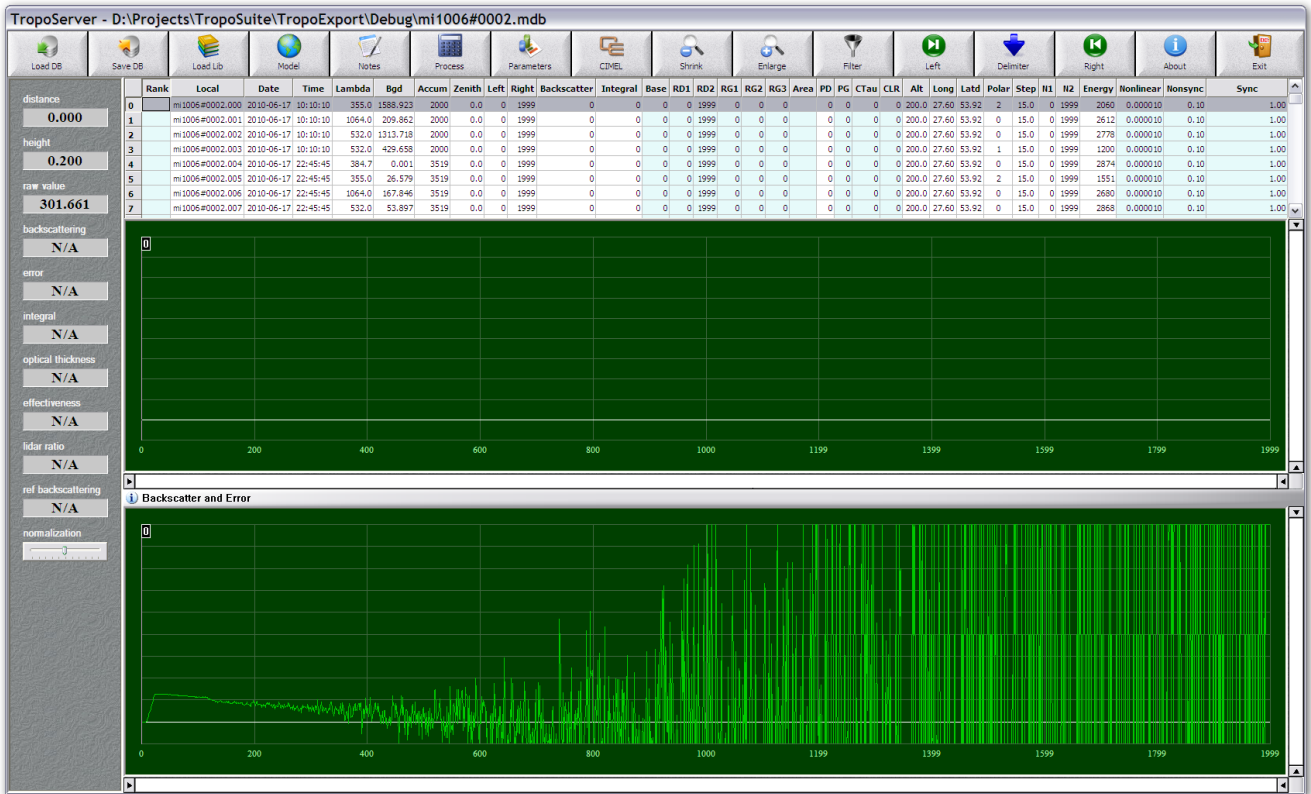 TropoServer - D:\Projects\TropoSuite\TropoExport\Debug\mi1006#0002.mdb
Load DB Save DB Load Lib Model Notes Process Parameters CIMEL Shrink Enlarge Filter Left Delimiter Right About Exit
Rank Local Date Time Lambda Bgd Accum Zenith Left Right Backscatter Integral Base RD1 RD2 RG1 RG2 RG3 Area PD PG CTau CLR Alt Long Latd Polar Step N1 N2 Energy Nonlinear Nonsync Sync
0 mi1006#0002.000 2010-06-17 10:10:10 355.0 1588.923 2000 0.0 0 1999 0 0 0 0 1999 0 0 0 0 0 0 0 0 200.0 27.60 53.92 2 15.0 0 1999 2060 0.000010 0.10 1.00
1 mi1006#0002.001 2010-06-17 10:10:10 1064.0 209.862 2000 0.0 0 1999 0 0 0 0 1999 0 0 0 0 0 0 0 0 200.0 27.60 53.92 0 15.0 0 1999 2612 0.000010 0.10 1.00
2 mi1006#0002.002 2010-06-17 10:10:10 532.0 1313.718 2000 0.0 0 1999 0 0 0 0 1999 0 0 0 0 0 0 0 0 200.0 27.60 53.92 0 15.0 0 1999 2778 0.000010 0.10 1.00
3 mi1006#0002.003 2010-06-17 10:10:10 532.0 429.658 2000 0.0 0 1999 0 0 0 0 1999 0 0 0 0 0 0 0 0 200.0 27.60 53.92 1 15.0 0 1999 1200 0.000010 0.10 1.00
4 mi1006#0002.004 2010-06-17 22:45:45 384.7 0.001 3519 0.0 0 1999 0 0 0 0 1999 0 0 0 0 0 0 0 0 200.0 27.60 53.92 0 15.0 0 1999 2874 0.000010 0.10 1.00
5 mi1006#0002.005 2010-06-17 22:45:45 355.0 26.579 3519 0.0 0 1999 0 0 0 0 1999 0 0 0 0 0 0 0 0 200.0 27.60 53.92 2 15.0 0 1999 1551 0.000010 0.10 1.00
6 mi1006#0002.006 2010-06-17 22:45:45 1064.0 167.846 3519 0.0 0 1999 0 0 0 0 1999 0 0 0 0 0 0 0 0 200.0 27.60 53.92 0 15.0 0 1999 2680 0.000010 0.10 1.00
7 mi1006#0002.007 2010-06-17 22:45:45 532.0 53.897 3519 0.0 0 1999 0 0 0 0 1999 0 0 0 0 0 0 0 0 200.0 27.60 53.92 0 15.0 0 1999 2868 0.000010 0.10 1.00
distance
0.000
height
0.200
raw value
301.661
backscattering
N/A
error
N/A
integral
N/A
optical thickness
N/A
effectiveness
N/A
lidar ratio
N/A
ref backscattering
N/A
normalization
0
0 200 400 600 800 1000 1199 1399 1599 1799 1999
Backscatter and Error
0
0 200 400 600 800 1000 1199 1399 1599 1799 1999